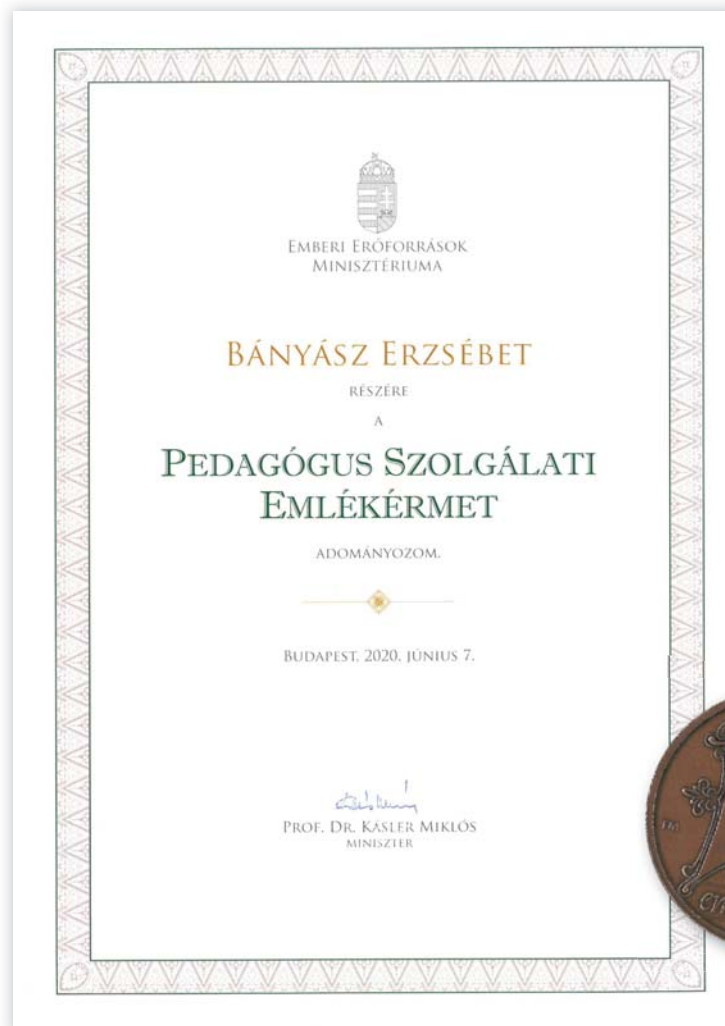 EMBERI ERŐFORRÁSOK
MINISZTÉRIUMA
BÁNYÁSZ ERZSÉBET
RÉSZÉRE
A
PEDAGÓGUS SZOLGÁLATI
EMLÉKÉRMET
ADOMÁNYOZOM.
BUDAPEST, 2020. JÚNIUS 7.
PROF. DR. KÁSLER MIKLÓS
MINISZTER